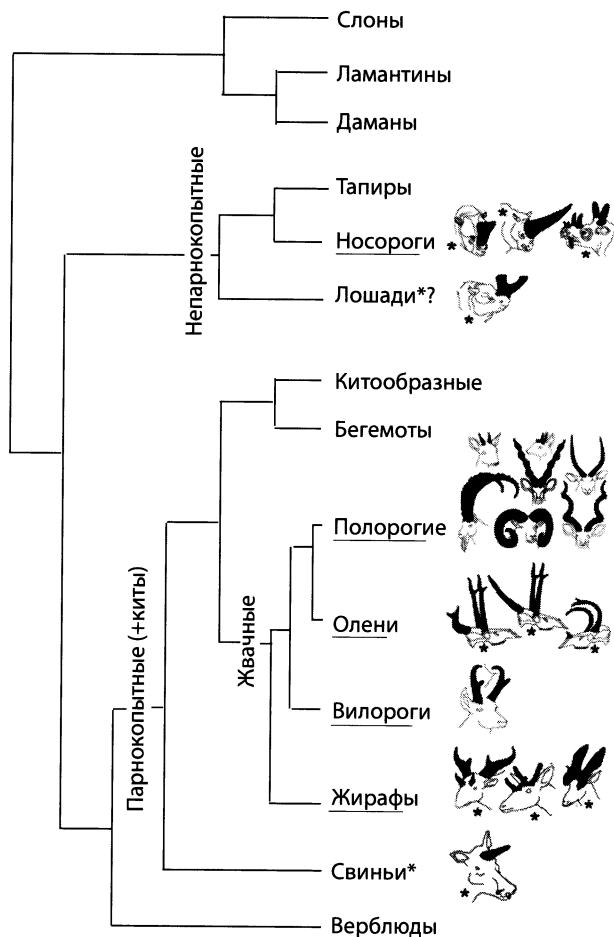 Слоны
Ламантины
Даманы
Непарнокопытные
Тапиры
Носороги
Лошади*?
Китообразные
Бегемоты
Парнокопытные (+киты)
Жвачные
Полорогие
Олени
Вилороги
Жирафы
Свиньи*
Верблюды